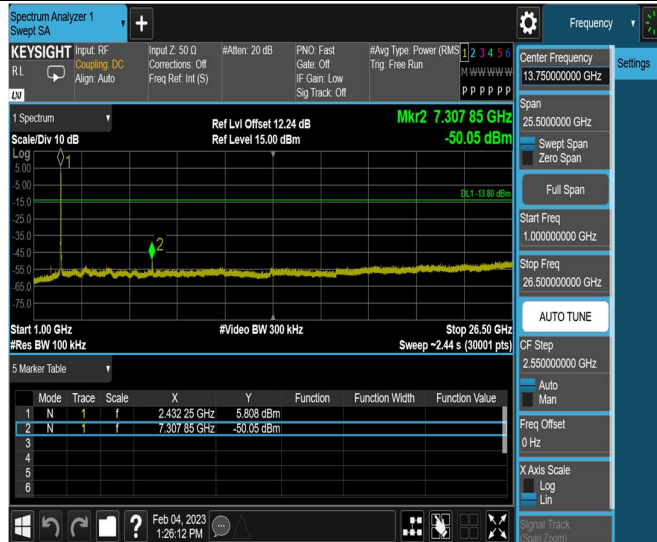 Spectrum Analyzer 1
Swept SA
Frequency
KEYSIGHT
RL
LXI
Input: RF
Coupling: DC
Align: Auto
Input Z: 50 Ω
Corrections: Off
Freq Ref: Int (S)
#Atten: 20 dB
PNO: Fast
Gate: Off
IF Gain: Low
Sig Track: Off
#Avg Type: Power (RMS
Trig: Free Run
1 2 3 4 5 6
M W W W W W
P P P P P P
Center Frequency
13.750000000 GHz
Settings
Span
25.5000000 GHz
Swept Span
Zero Span
Full Span
Start Freq
1.000000000 GHz
Stop Freq
26.500000000 GHz
AUTO TUNE
CF Step
2.550000000 GHz
Auto
Man
Freq Offset
0 Hz
X Axis Scale
Log
Lin
Signal Track
(Span Zoom)
1 Spectrum
Scale/Div 10 dB
Ref Lvl Offset 12.24 dB
Ref Level 15.00 dBm
Mkr2 7.307 85 GHz
-50.05 dBm
Log
1
5.00
-5.00
-15.0
DL1 -13.80 dBm
-25.0
-35.0
2
-45.0
-55.0
-65.0
-75.0
Start 1.00 GHz
#Video BW 300 kHz
Stop 26.50 GHz
#Res BW 100 kHz
Sweep ~2.44 s (30001 pts)
5 Marker Table
Mode Trace Scale X Y Function Function Width Function Value
1 N 1 f 2.432 25 GHz 5.808 dBm
2 N 1 f 7.307 85 GHz -50.05 dBm
3
4
5
6
Feb 04, 2023
1:26:12 PM